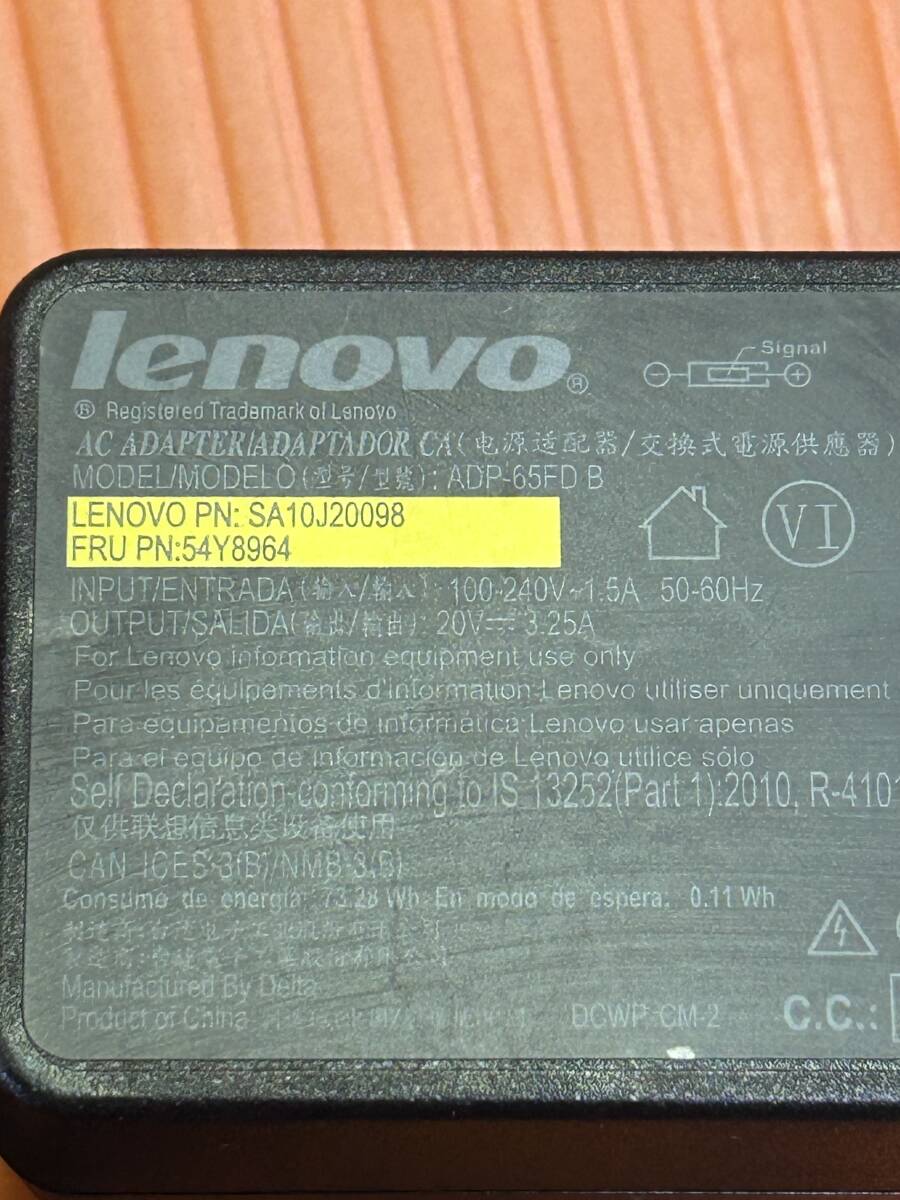 lenovo®
Signal
® Registered Trademark of Lenovo
AC ADAPTER/ADAPTADOR CA(电源适配器/交換式電源供應器)
MODEL/MODELO(型号/型號): ADP-65FD B
LENOVO PN: SA10J20098
FRU PN:54Y8964
VI
INPUT/ENTRADA(输入/輸入): 100-240V~1.5A 50-60Hz
OUTPUT/SALIDA(输出/輸出): 20V⎓3.25A
For Lenovo information equipment use only
Pour les équipements d'information Lenovo utiliser uniquement
Para equipamentos de informática Lenovo usar apenas
Para el equipo de información de Lenovo utilice sólo
Self Declaration-conforming to IS 13252(Part 1):2010, R-4101
仅供联想信息类设备使用
CAN ICES-3(B)/NMB-3(B)
Consumo de energía: 73.28 Wh En modo de espera: 0.11 Wh
Manufactured By Delta
Product of China
DCWP CM-2
C.C.: